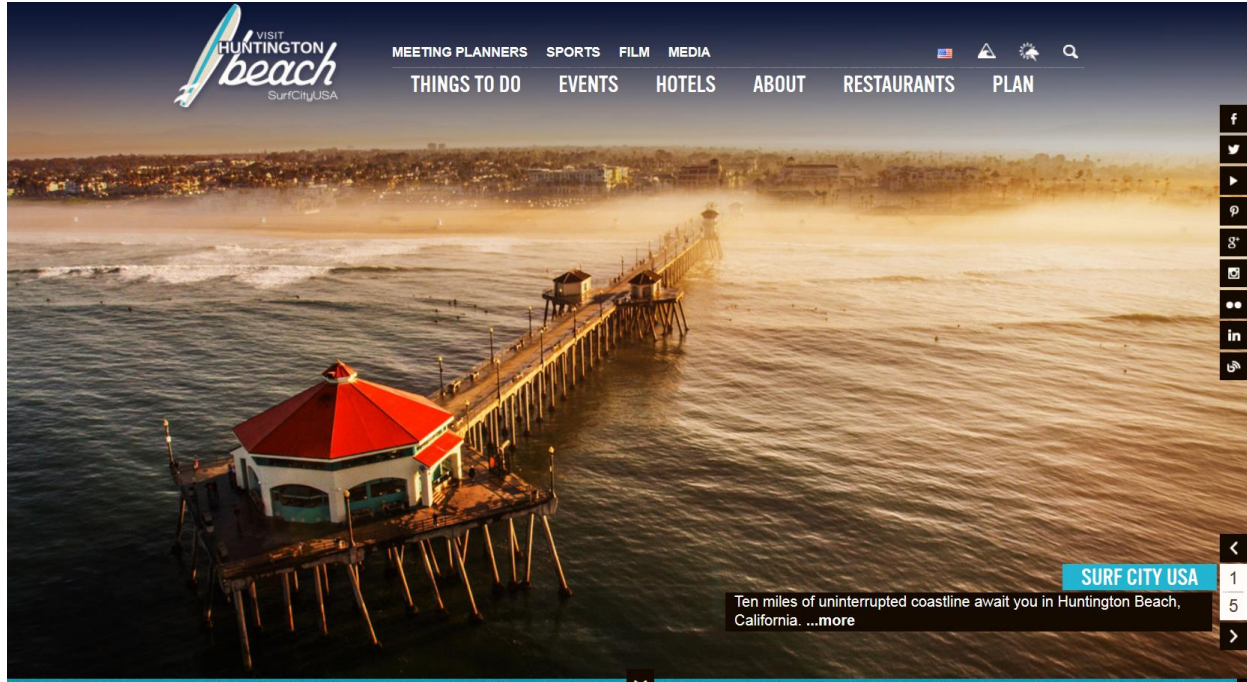 VISIT
HUNTINGTON
beach
SurfCityUSA
MEETING PLANNERS SPORTS FILM MEDIA
THINGS TO DO EVENTS HOTELS ABOUT RESTAURANTS PLAN
f
g+
in
SURF CITY USA
1
5
Ten miles of uninterrupted coastline await you in Huntington Beach,
California. ...more